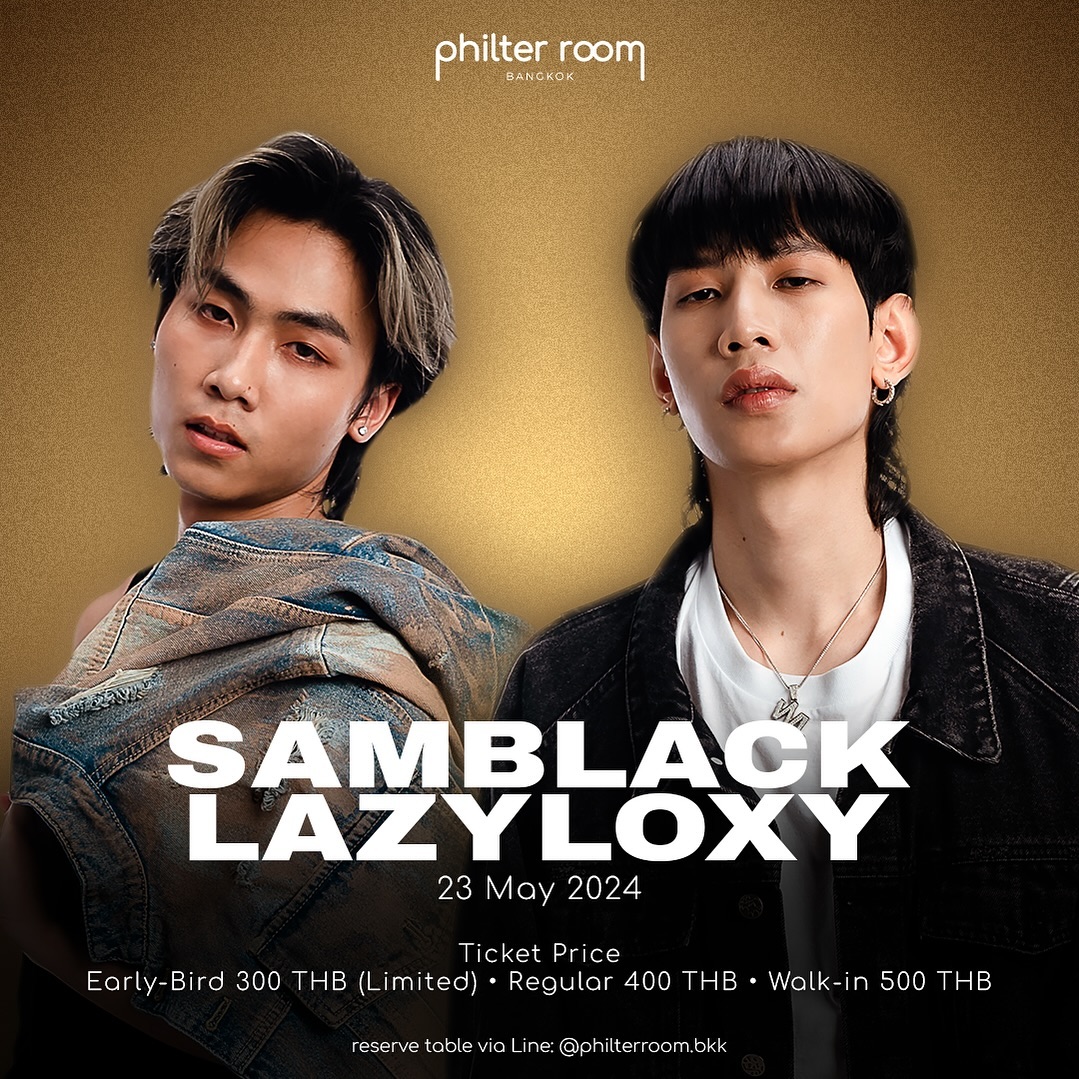 philter room
BANGKOK
SAMBLACK
LAZYLOXY
23 May 2024
Ticket Price
Early-Bird 300 THB (Limited) • Regular 400 THB • Walk-in 500 THB
reserve table via Line: @philterroom.bkk